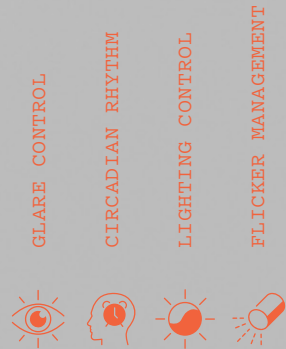 GLARE CONTROL
CIRCADIAN RHYTHM
LIGHTING CONTROL
FLICKER MANAGEMENT